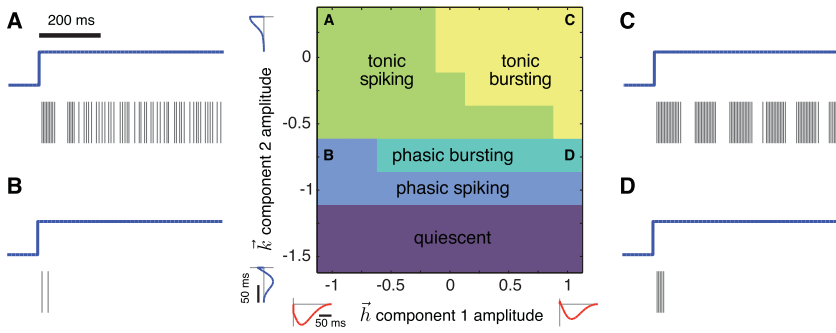 A
200 ms
B
A
C
tonic
spiking
tonic
bursting
B
phasic bursting
D
phasic spiking
quiescent
0
-0.5
-1
-1.5
k component 2 amplitude
50 ms
-1 -0.5 0 0.5 1
50 ms
h component 1 amplitude
C
D